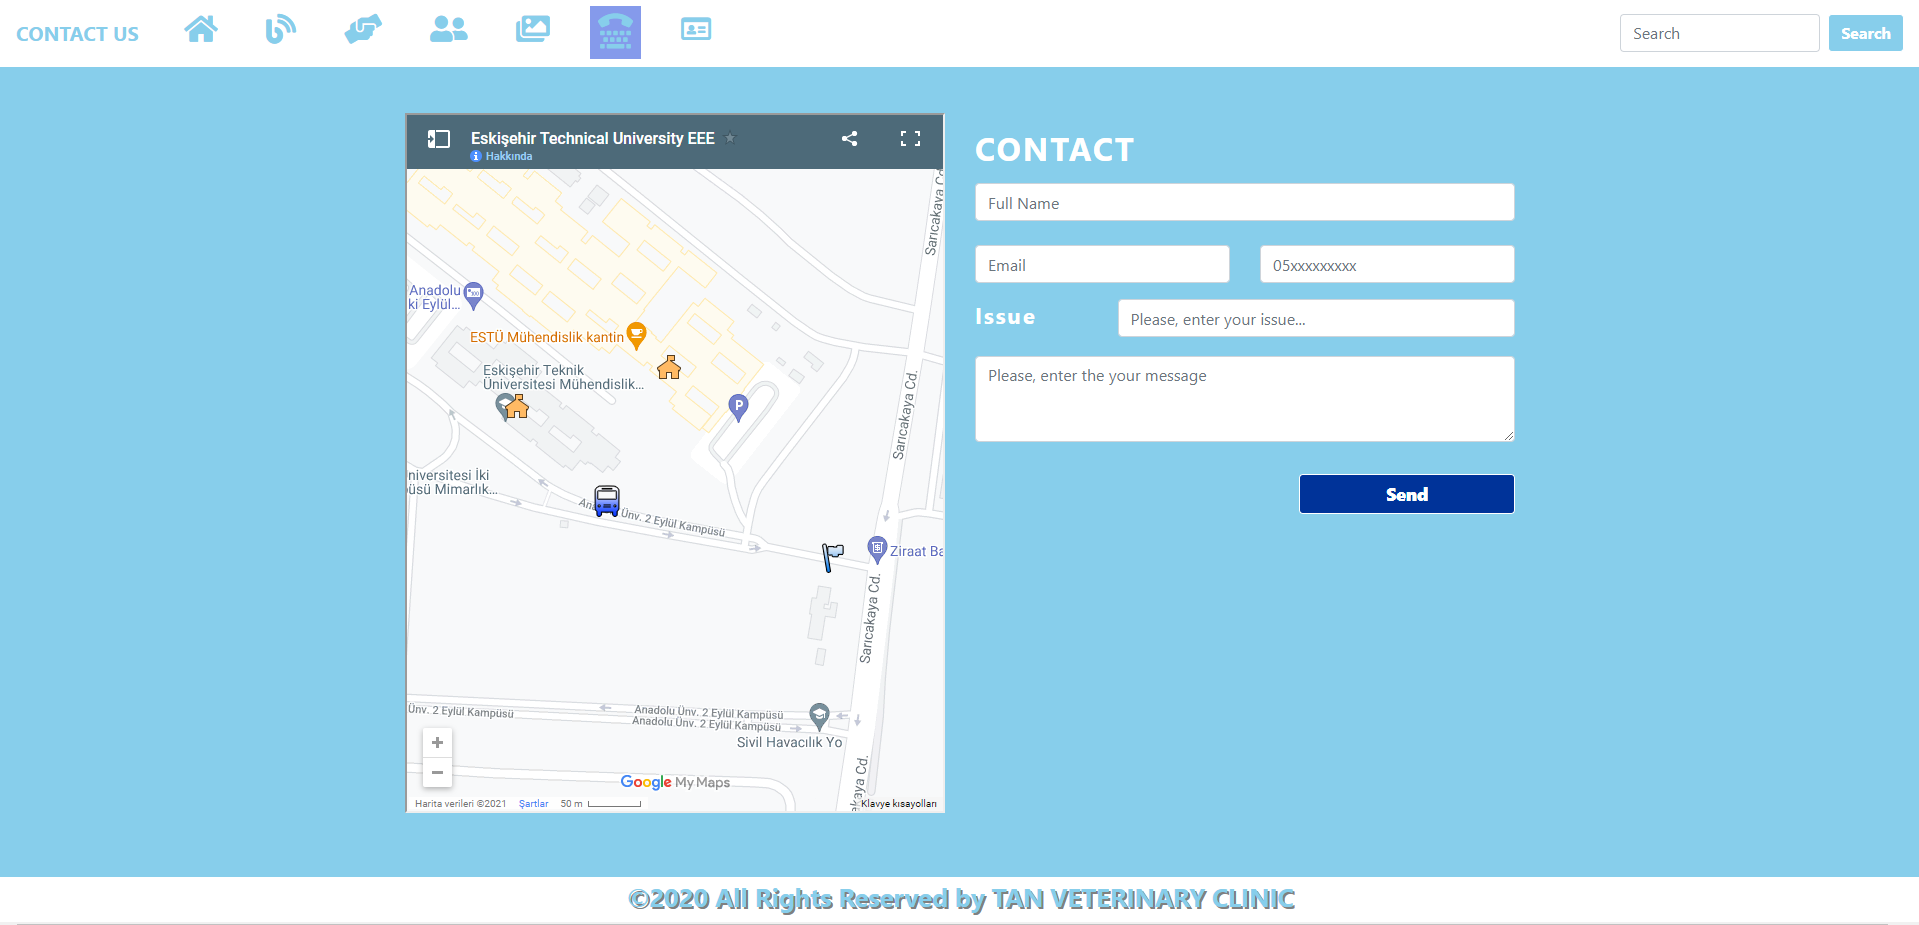 CONTACT US
Search
Search
Eskişehir Technical University EEE
Hakkında
CONTACT
Full Name
Email
05xxxxxxxxx
Issue
Please, enter your issue...
Please, enter the your message
Send
Sarıcakaya Cd.
Anadolu
ki Eylül...
ESTÜ Mühendislik kantin
Eskişehir Teknik
Üniversitesi Mühendislik...
P
Sarıcakaya Cd.
niversitesi İki
üsü Mimarlık...
Ünv. 2 Eylül Kampüsü
Ziraat Ba
Sarıcakaya Cd.
Ünv. 2 Eylül Kampüsü
Anadolu Ünv. 2 Eylül Kampüsü
Anadolu Ünv. 2 Eylül Kampüsü
Sivil Havacılık Yo
ekaya Cd.
Google My Maps
Harita verileri ©2021 Şartlar 50 m
Klavye kısayolları
©2020 All Rights Reserved by TAN VETERINARY CLINIC